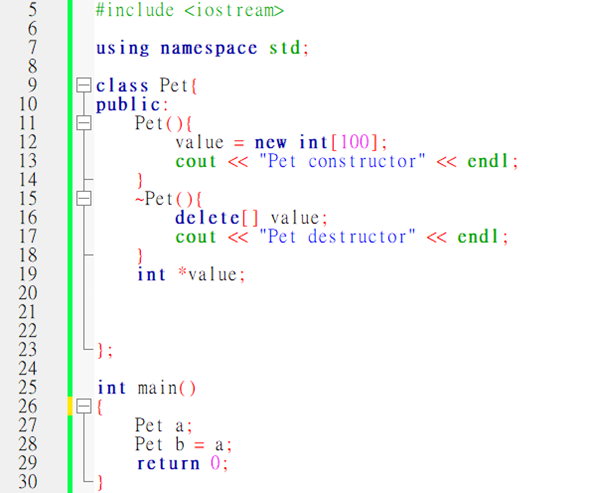 5 #include <iostream>
6
7 using namespace std;
8
9 class Pet{
10 public:
11 Pet(){
12 value = new int[100];
13 cout << "Pet constructor" << endl;
14 }
15 ~Pet(){
16 delete[] value;
17 cout << "Pet destructor" << endl;
18 }
19 int *value;
20
21
22
23 };
24
25 int main()
26 {
27 Pet a;
28 Pet b = a;
29 return 0;
30 }